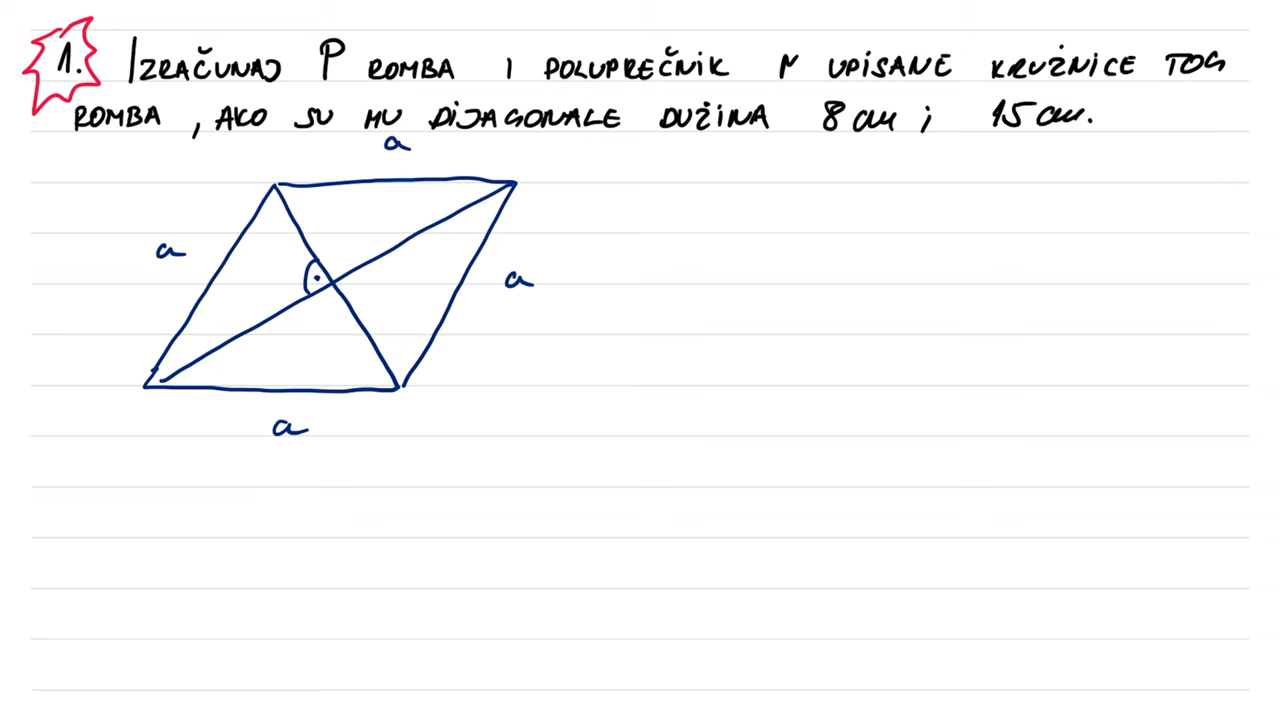 1. IZRAČUNAJ P ROMBA I POLUPREČNIK r UPISANE KRUŽNICE TOG
ROMBA, AKO SU MU DIJAGONALE DUŽINA 8 cm i 15 cm.
a
a
a
a